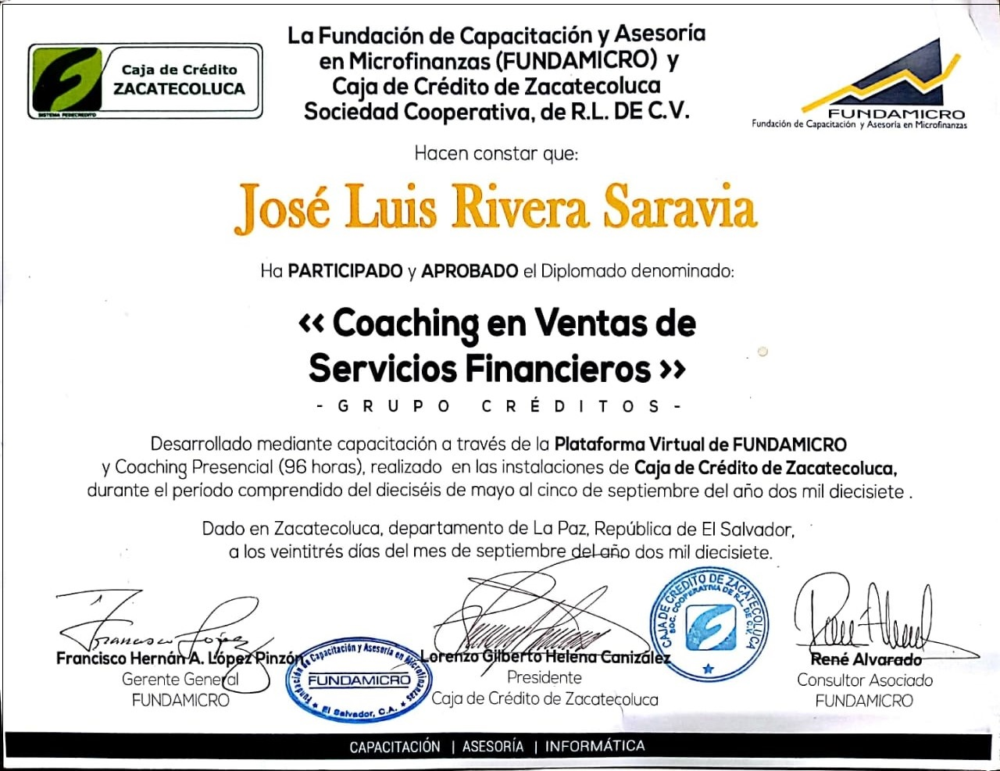 La Fundación de Capacitación y Asesoría
en Microfinanzas (FUNDAMICRO) y
Caja de Crédito de Zacatecoluca
Sociedad Cooperativa, de R.L. DE C.V.
Caja de Crédito
ZACATECOLUCA
SISTEMA FEDECREDITO
FUNDAMICRO
Fundación de Capacitación y Asesoría en Microfinanzas
Hacen constar que:
José Luis Rivera Saravia
Ha PARTICIPADO y APROBADO el Diplomado denominado:
‹‹ Coaching en Ventas de
Servicios Financieros ››
- GRUPO CRÉDITOS -
Desarrollado mediante capacitación a través de la Plataforma Virtual de FUNDAMICRO
y Coaching Presencial (96 horas), realizado en las instalaciones de Caja de Crédito de Zacatecoluca,
durante el período comprendido del dieciséis de mayo al cinco de septiembre del año dos mil diecisiete .
Dado en Zacatecoluca, departamento de La Paz, República de El Salvador,
a los veintitrés días del mes de septiembre del año dos mil diecisiete.
Francisco Lopez
Francisco Hernán A. López Pinzón
Gerente General
FUNDAMICRO
Fundación de Capacitación y Asesoría en Microfinanzas
FUNDAMICRO
El Salvador, C.A.
Lorenzo Gilberto Helena Canizález
Presidente
Caja de Crédito de Zacatecoluca
CAJA DE CREDITO DE ZACATECOLUCA
SOC. COOPERATIVA DE R.L. DE C.V.
René Alvarado
Consultor Asociado
FUNDAMICRO
CAPACITACIÓN | ASESORÍA | INFORMÁTICA